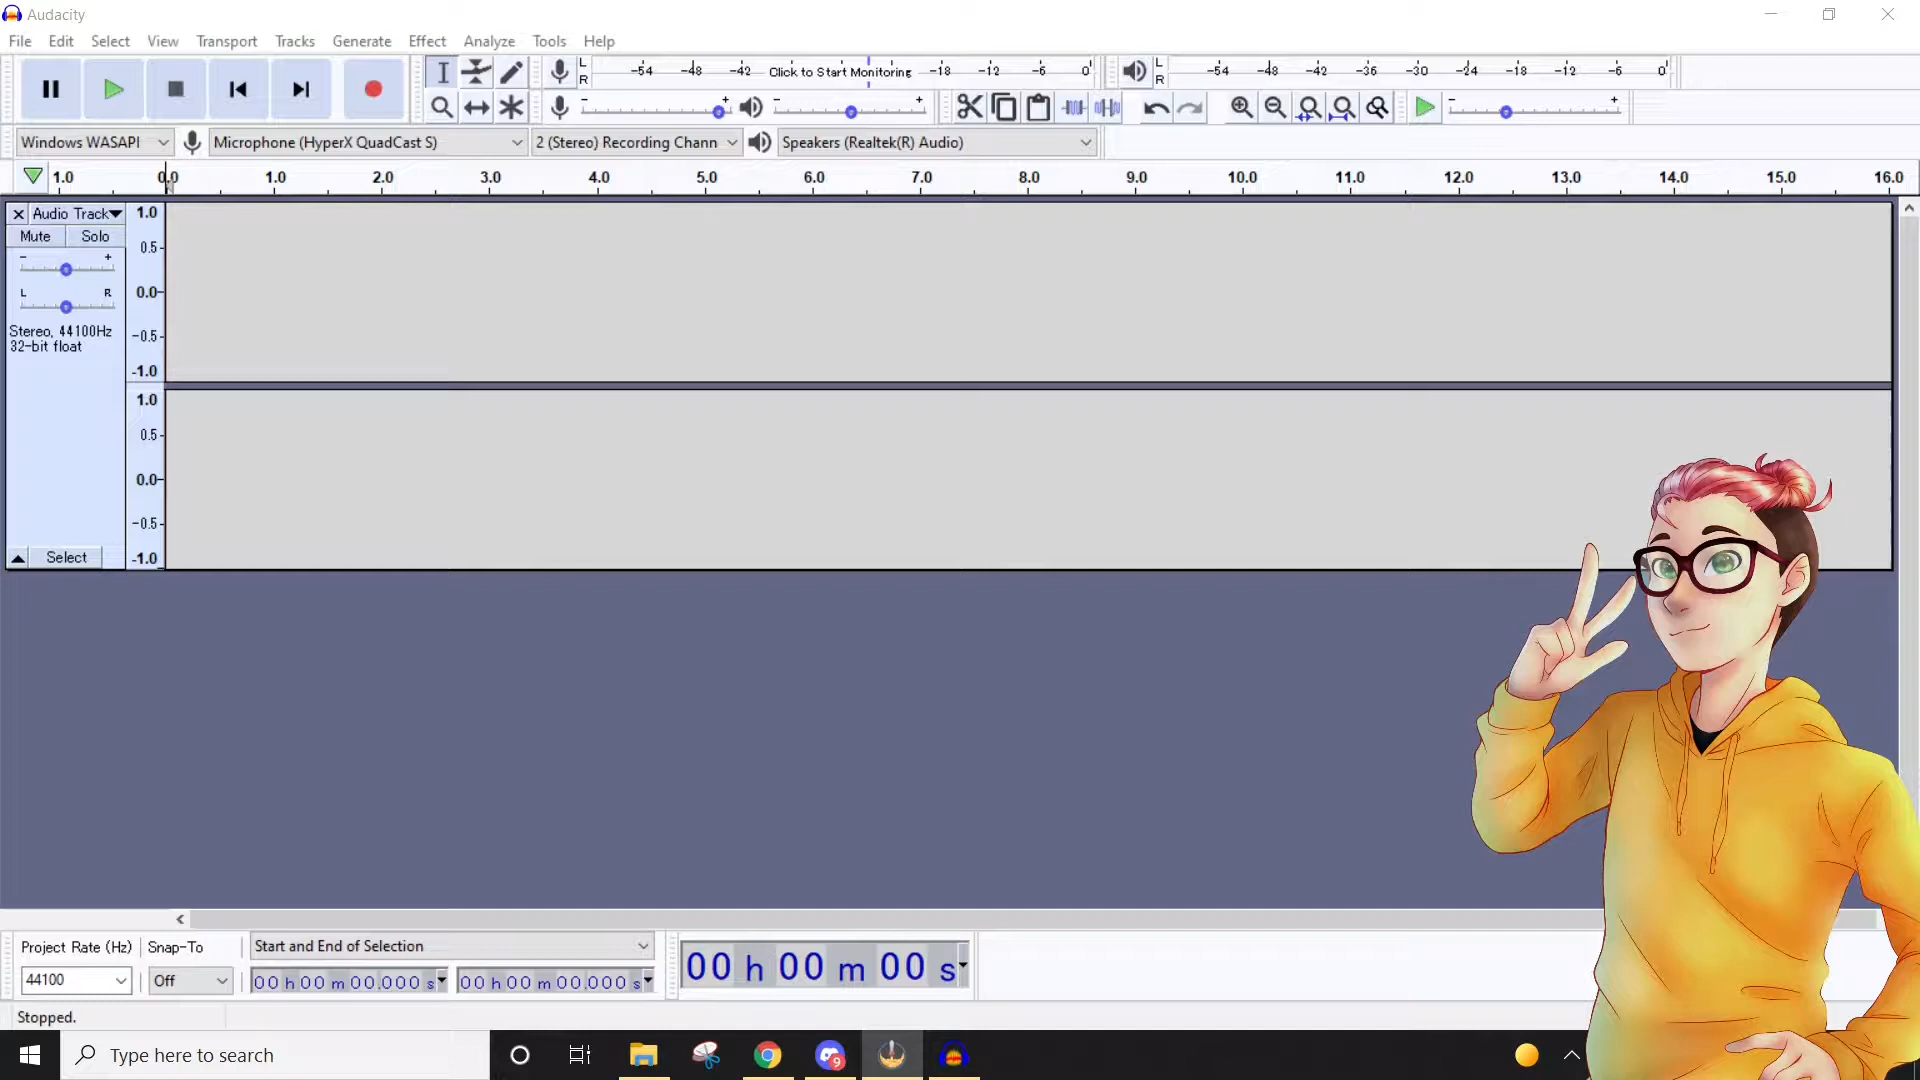 Audacity
File Edit Select View Transport Tracks Generate Effect Analyze Tools Help
L
R
-54 -48 -42 Click to Start Monitoring -18 -12 -6 0
L
R
-54 -48 -42 -36 -30 -24 -18 -12 -6 0
- + - + - +
Windows WASAPI Microphone (HyperX QuadCast S) 2 (Stereo) Recording Chann Speakers (Realtek(R) Audio)
1.0 0.0 1.0 2.0 3.0 4.0 5.0 6.0 7.0 8.0 9.0 10.0 11.0 12.0 13.0 14.0 15.0 16.0
Audio Track
Mute Solo
- +
L R
Stereo, 44100Hz
32-bit float
1.0
0.5-
0.0-
-0.5-
-1.0
1.0
0.5-
0.0-
-0.5-
-1.0
Select
Project Rate (Hz) Snap-To Start and End of Selection
44100 Off 00 h 00 m 00.000 s 00 h 00 m 00.000 s
00 h 00 m 00 s
Stopped.
Type here to search
9